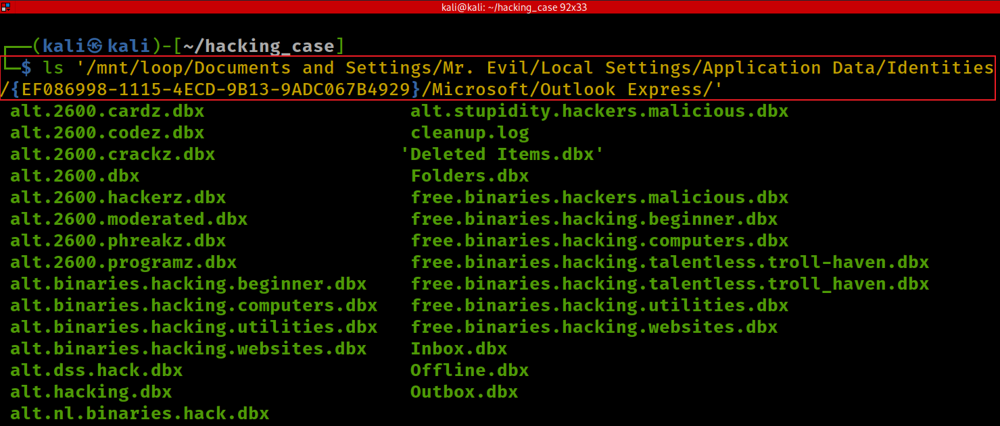 kali@kali: ~/hacking_case 92x33
┌──(kali㉿kali)-[~/hacking_case]
└─$ ls '/mnt/loop/Documents and Settings/Mr. Evil/Local Settings/Application Data/Identities
/{EF086998-1115-4ECD-9B13-9ADC067B4929}/Microsoft/Outlook Express/'
alt.2600.cardz.dbx alt.stupidity.hackers.malicious.dbx
alt.2600.codez.dbx cleanup.log
alt.2600.crackz.dbx 'Deleted Items.dbx'
alt.2600.dbx Folders.dbx
alt.2600.hackerz.dbx free.binaries.hackers.malicious.dbx
alt.2600.moderated.dbx free.binaries.hacking.beginner.dbx
alt.2600.phreakz.dbx free.binaries.hacking.computers.dbx
alt.2600.programz.dbx free.binaries.hacking.talentless.troll-haven.dbx
alt.binaries.hacking.beginner.dbx free.binaries.hacking.talentless.troll_haven.dbx
alt.binaries.hacking.computers.dbx free.binaries.hacking.utilities.dbx
alt.binaries.hacking.utilities.dbx free.binaries.hacking.websites.dbx
alt.binaries.hacking.websites.dbx Inbox.dbx
alt.dss.hack.dbx Offline.dbx
alt.hacking.dbx Outbox.dbx
alt.nl.binaries.hack.dbx